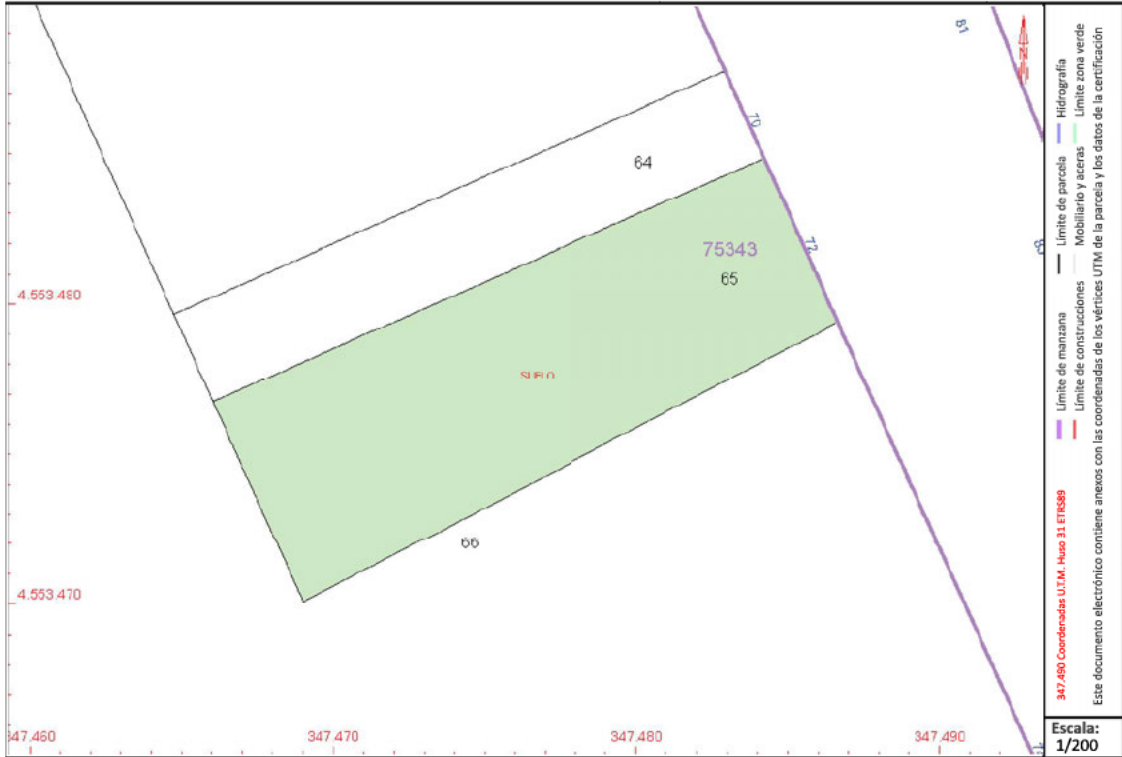 81
70
64
72
83
75343
65
4.553.480
SUELO
66
4.553.470
347.460
347.470
347.480
347.490
347.490 Coordenadas U.T.M. Huso 31 ETRS89
Límite de manzana
Límite de parcela
Hidrografía
Límite de construcciones
Mobiliario y aceras
Límite zona verde
Este documento electrónico contiene anexos con las coordenadas de los vértices UTM de la parcela y los datos de la certificación
Escala:
1/200